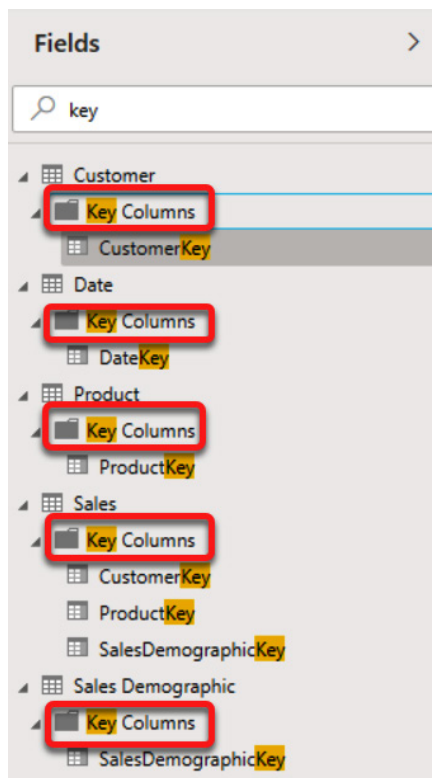 Fields
key
Customer
Key Columns
CustomerKey
Date
Key Columns
DateKey
Product
Key Columns
ProductKey
Sales
Key Columns
CustomerKey
ProductKey
SalesDemographicKey
Sales Demographic
Key Columns
SalesDemographicKey